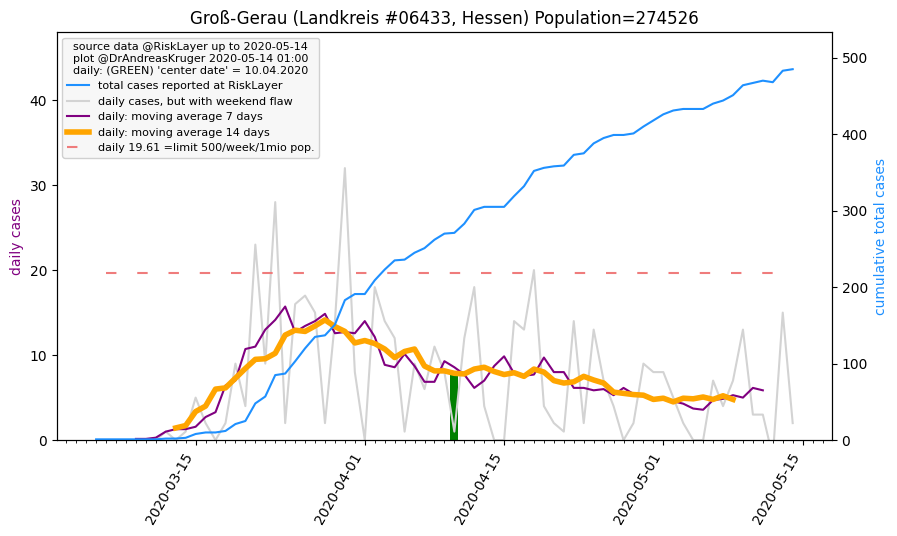 Groß-Gerau (Landkreis #06433, Hessen) Population=274526
source data @RiskLayer up to 2020-05-14
plot @DrAndreasKruger 2020-05-14 01:00
daily: (GREEN) 'center date' = 10.04.2020
total cases reported at RiskLayer
daily cases, but with weekend flaw
daily: moving average 7 days
daily: moving average 14 days
daily 19.61 =limit 500/week/1mio pop.
daily cases
0
10
20
30
40
cumulative total cases
0
100
200
300
400
500
2020-03-15
2020-04-01
2020-04-15
2020-05-01
2020-05-15